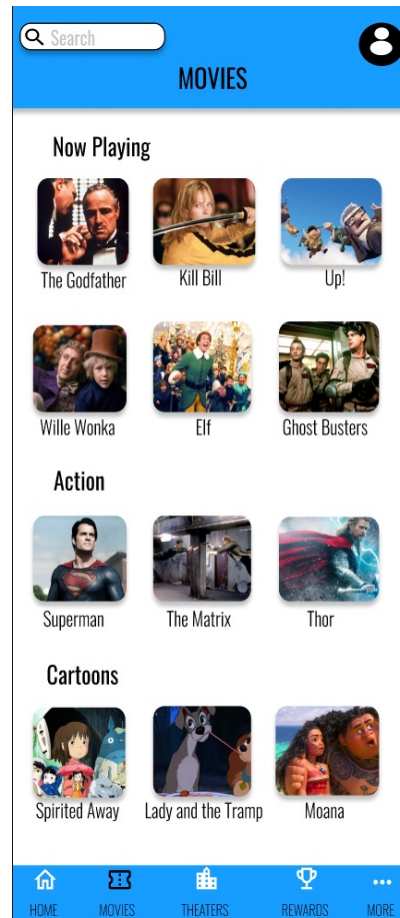 Search
MOVIES
Now Playing
The Godfather Kill Bill Up!
Wille Wonka Elf Ghost Busters
Action
Superman The Matrix Thor
Cartoons
Spirited Away Lady and the Tramp Moana
HOME MOVIES THEATERS REWARDS MORE